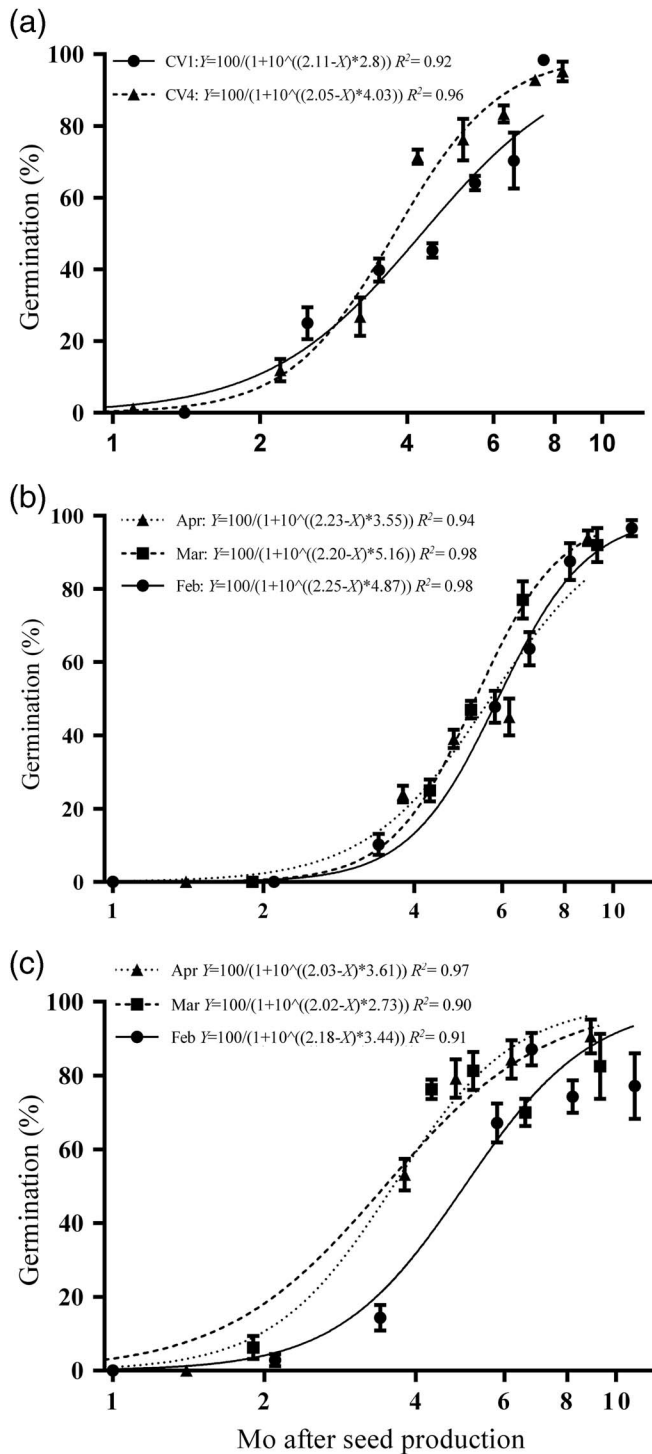 (a)
CV1:Y=100/(1+10^((2.11-X)*2.8)) R²= 0.92
CV4: Y=100/(1+10^((2.05-X)*4.03)) R²= 0.96
Germination (%)
100
80
60
40
20
0
1 2 4 6 8 10
(b)
Apr: Y=100/(1+10^((2.23-X)*3.55)) R²= 0.94
Mar: Y=100/(1+10^((2.20-X)*5.16)) R²= 0.98
Feb: Y=100/(1+10^((2.25-X)*4.87)) R²= 0.98
Germination (%)
100
80
60
40
20
0
1 2 4 6 8 10
(c)
Apr Y=100/(1+10^((2.03-X)*3.61)) R²= 0.97
Mar Y=100/(1+10^((2.02-X)*2.73)) R²= 0.90
Feb Y=100/(1+10^((2.18-X)*3.44)) R²= 0.91
Germination (%)
100
80
60
40
20
0
1 2 4 6 8 10
Mo after seed production